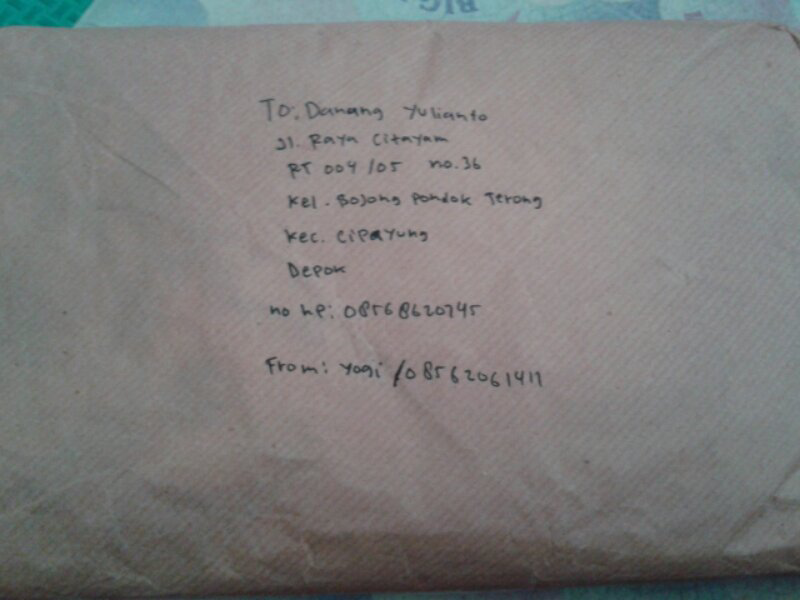 BIG
To: Danang Yulianto
Jl. Raya Citayam
RT 004/05 no.36
Kel. Bojong Pondok Terong
Kec. Cipayung
Depok
no hp: 08568620745
From: Yogi /08562061411